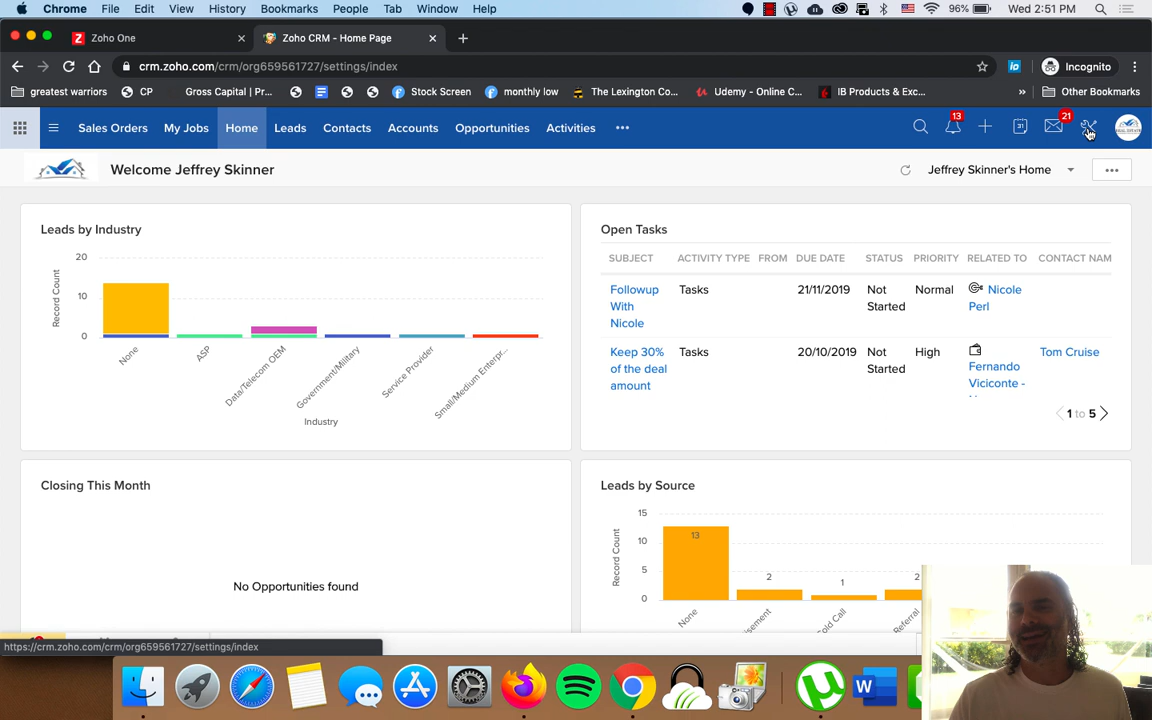 Chrome File Edit View History Bookmarks People Tab Window Help 96% Wed 2:51 PM
Zoho One Zoho CRM - Home Page
crm.zoho.com/crm/org659561727/settings/index Incognito
greatest warriors CP Gross Capital | Pr... Stock Screen monthly low The Lexington Co... Udemy - Online C... IB Products & Exc... » Other Bookmarks
Sales Orders My Jobs Home Leads Contacts Accounts Opportunities Activities ••• 13 31 21
Welcome Jeffrey Skinner Jeffrey Skinner's Home •••
Leads by Industry
20
10
0
Record Count
None
ASP
Data/Telecom OEM
Government/Military
Service Provider
Small/Medium Enterpr...
Industry
Open Tasks
SUBJECT ACTIVITY TYPE FROM DUE DATE STATUS PRIORITY RELATED TO CONTACT NAM
Followup With Nicole Tasks 21/11/2019 Not Started Normal Nicole Perl
Keep 30% of the deal amount Tasks 20/10/2019 Not Started High Fernando Viciconte - Tom Cruise
1 to 5
Closing This Month
No Opportunities found
Leads by Source
15
10
5
0
Record Count
13
2
1
2
None
old Call
Referral
https://crm.zoho.com/crm/org659561727/settings/index
W